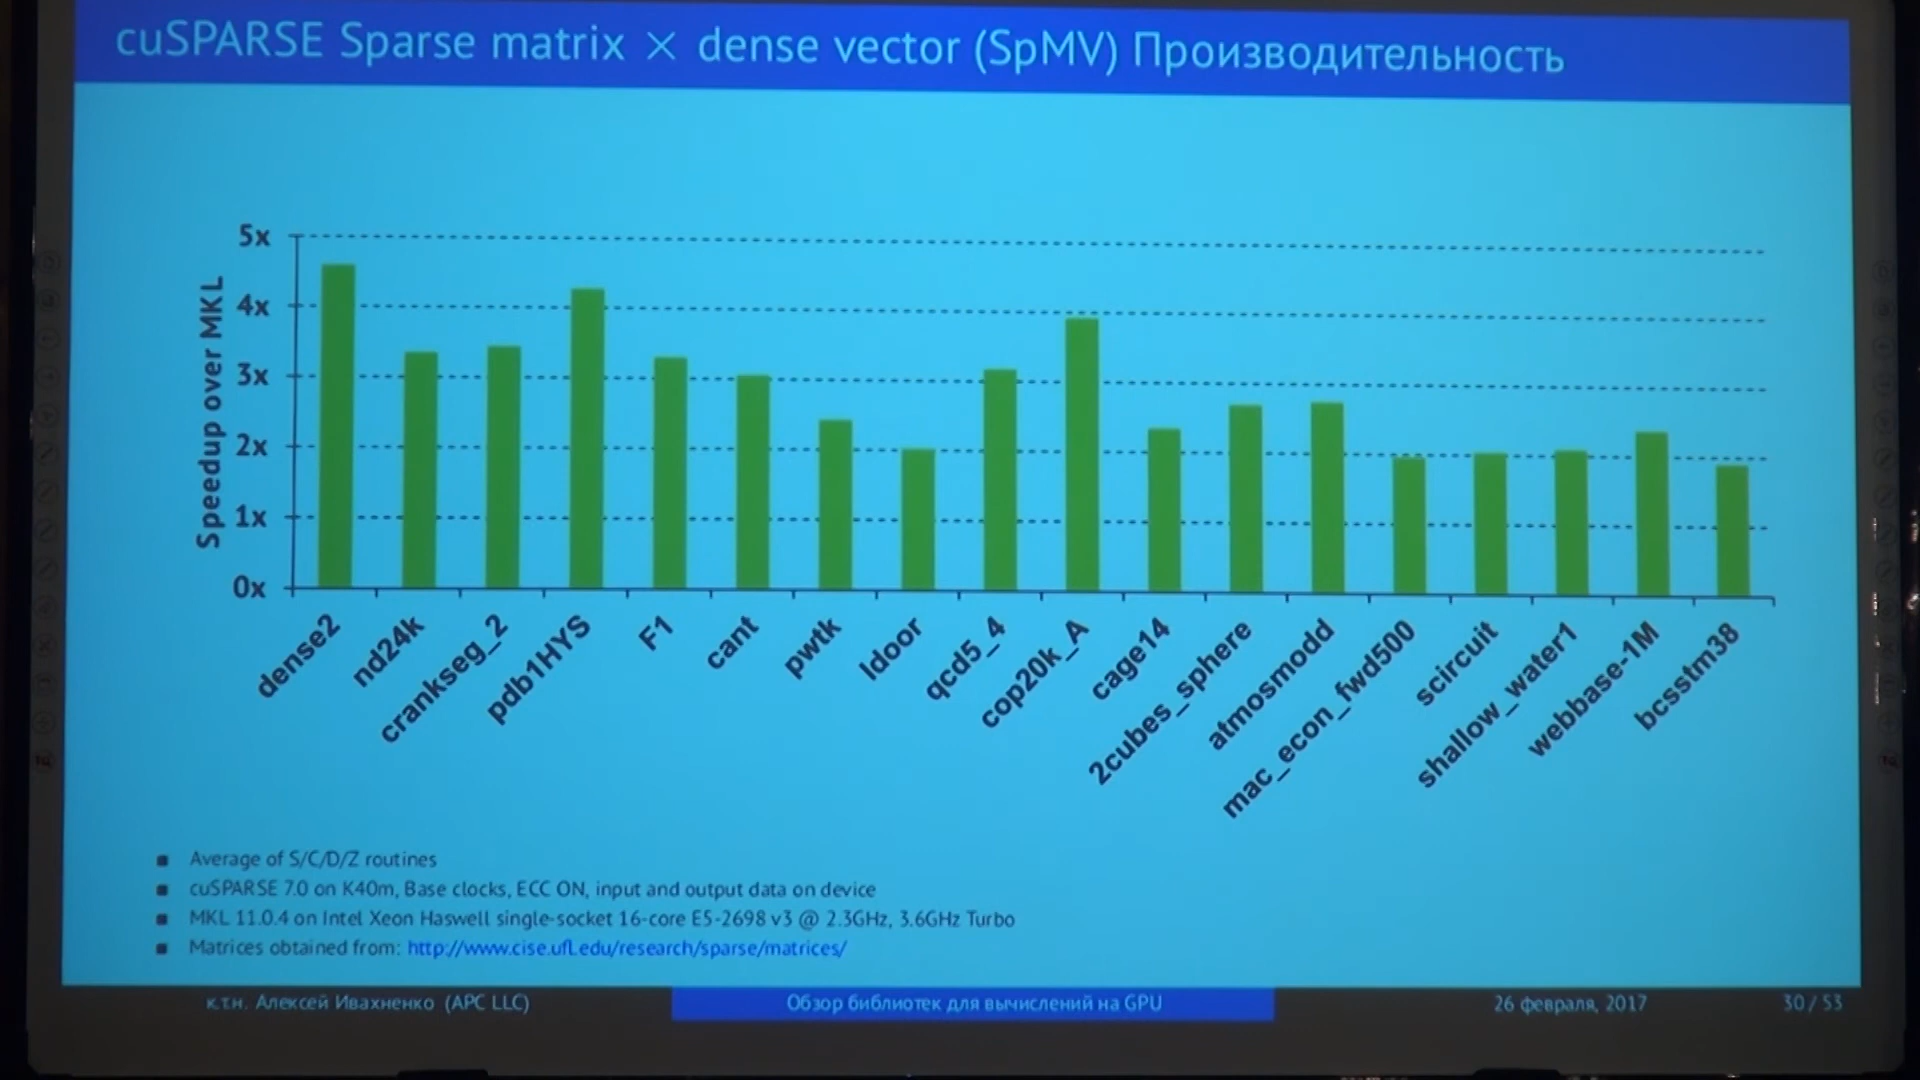 cuSPARSE Sparse matrix × dense vector (SpMV) Производительность
5x
4x
3x
2x
1x
0x
Speedup over MKL
dense2
nd24k
crankseg_2
pdb1HYS
F1
cant
pwtk
ldoor
qcd5_4
cop20k_A
cage14
2cubes_sphere
atmosmodd
mac_econ_fwd500
scircuit
shallow_water1
webbase-1M
bcsstm38
■ Average of S/C/D/Z routines
■ cuSPARSE 7.0 on K40m, Base clocks, ECC ON, input and output data on device
■ MKL 11.0.4 on Intel Xeon Haswell single-socket 16-core E5-2698 v3 @ 2.3GHz, 3.6GHz Turbo
■ Matrices obtained from: http://www.cise.ufl.edu/research/sparse/matrices/
к.т.н. Алексей Ивахненко (APC LLC) Обзор библиотек для вычислений на GPU 26 февраля, 2017 30 / 53